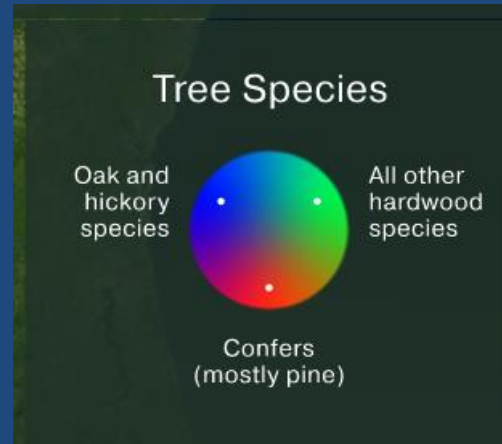 Tree Species
Oak and
hickory
species
All other
hardwood
species
Confers
(mostly pine)